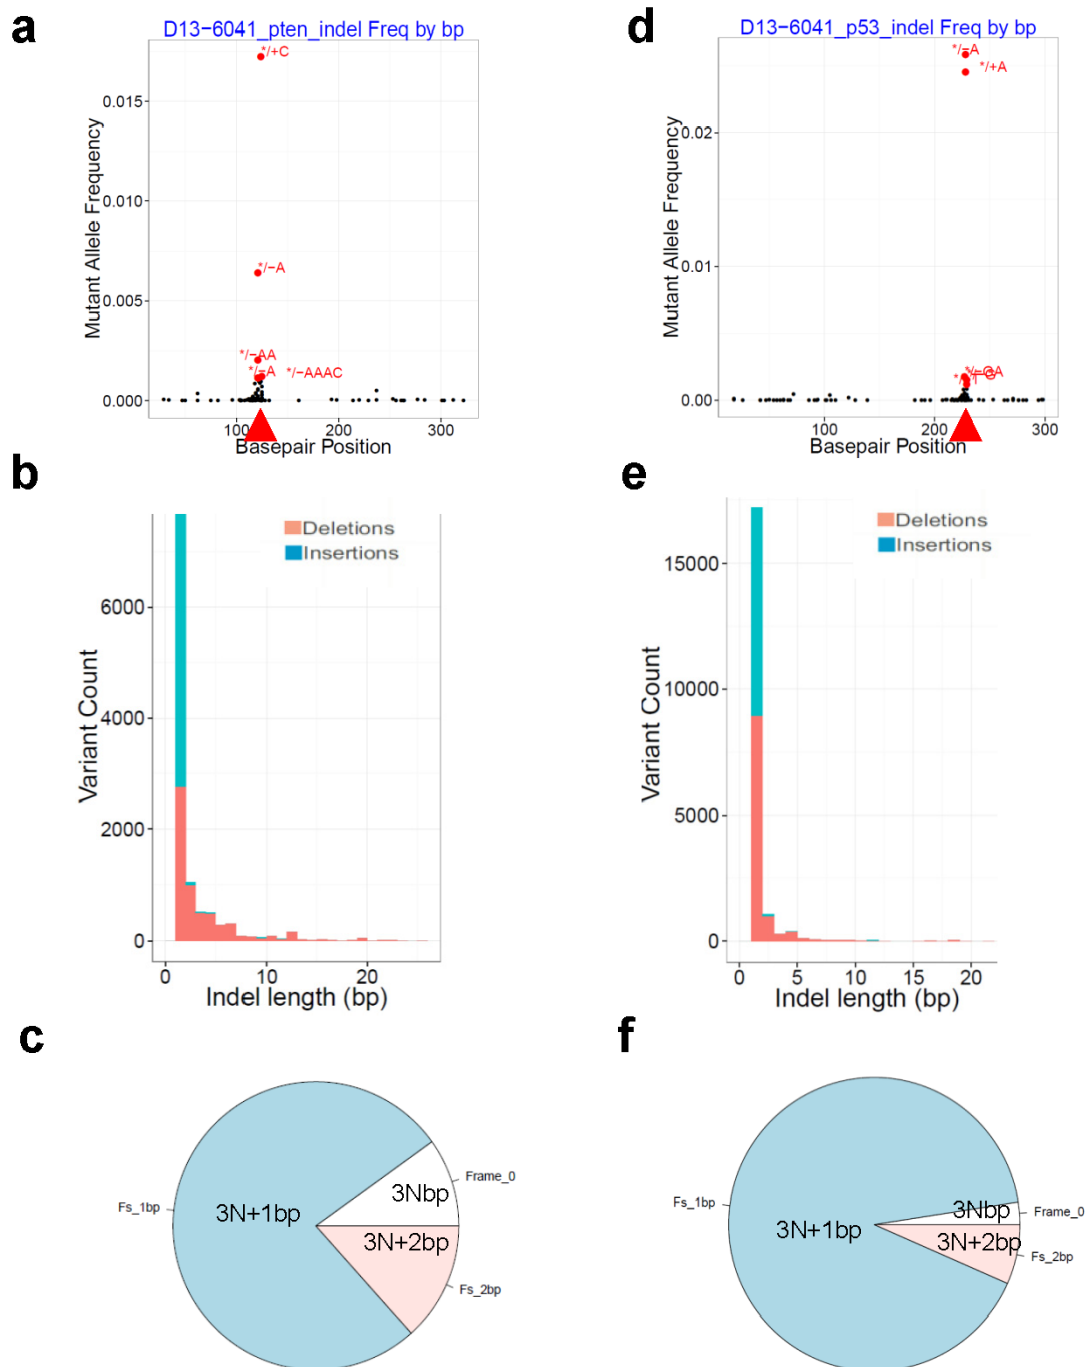 a
D13-6041_pten_indel Freq by bp
*/+C
0.015
0.010
*/-A
0.005
*/-AA
*/-A
*/-AAAC
0.000
100
200
300
Mutant Allele Frequency
Basepair Position
d
D13-6041_p53_indel Freq by bp
*/-A
*/+A
0.02
0.01
0.00
100
200
300
Mutant Allele Frequency
Basepair Position
b
Deletions
Insertions
6000
4000
2000
0
0
10
20
Variant Count
Indel length (bp)
e
Deletions
Insertions
15000
10000
5000
0
0
5
10
15
20
Variant Count
Indel length (bp)
c
Fs_1bp
3N+1bp
3Nbp
Frame_0
3N+2bp
Fs_2bp
f
Fs_1bp
3N+1bp
3Nbp
Frame_0
3N+2bp
Fs_2bp